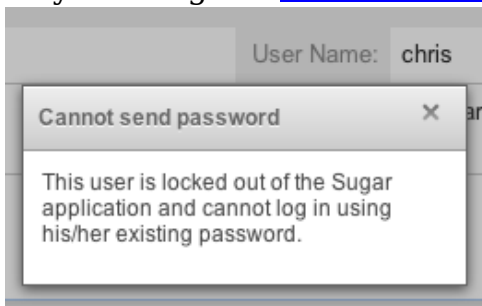 User Name: chris
Cannot send password
This user is locked out of the Sugar
application and cannot log in using
his/her existing password.